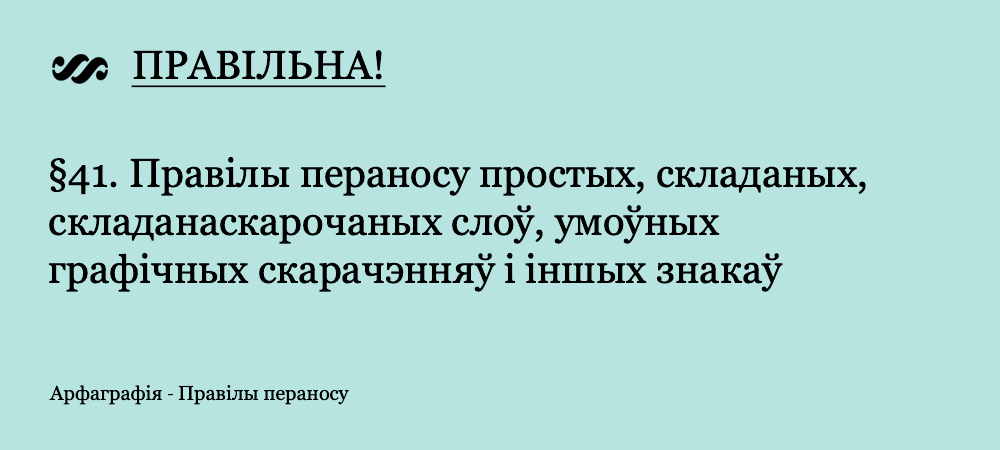 ПРАВІЛЬНА!
§41. Правілы пераносу простых, складаных,
складанаскарочаных слоў, умоўных
графічных скарачэнняў і іншых знакаў
Арфаграфія - Правілы пераносу